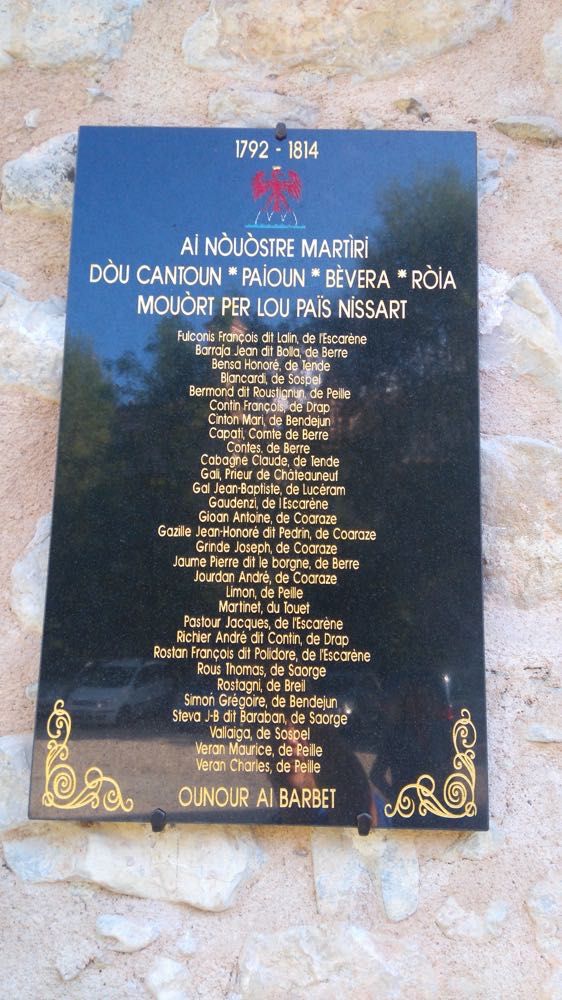 1792 - 1814
AI NÒUÒSTRE MARTÌRI
DÒU CANTOUN * PAIOUN * BÈVERA * RÒIA
MOUÒRT PER LOU PAÏS NISSART
Fulconis François dit Lalin, de l'Escarène
Barraja Jean dit Bolla, de Berre
Bensa Honoré, de Tende
Blancardi, de Sospel
Bermond dit Roustignun, de Peille
Contin François, de Drap
Cinton Mari, de Bendejun
Capati, Comte de Berre
Contes, de Berre
Cabagne Claude, de Tende
Gali, Prieur de Châteauneuf
Gal Jean-Baptiste, de Lucéram
Gaudenzi, de l'Escarène
Gioan Antoine, de Coaraze
Gazille Jean-Honoré dit Pedrin, de Coaraze
Grinde Joseph, de Coaraze
Jaume Pierre dit le borgne, de Berre
Jourdan André, de Coaraze
Limon, de Peille
Martinet, du Touet
Pastour Jacques, de l'Escarène
Richier André dit Contin, de Drap
Rostan François dit Polidore, de l'Escarène
Rous Thomas, de Saorge
Rostagni, de Breil
Simon Grégoire, de Bendejun
Steva J-B dit Baraban, de Saorge
Vallaiga, de Sospel
Veran Maurice, de Peille
Veran Charles, de Peille
OUNOUR AI BARBET